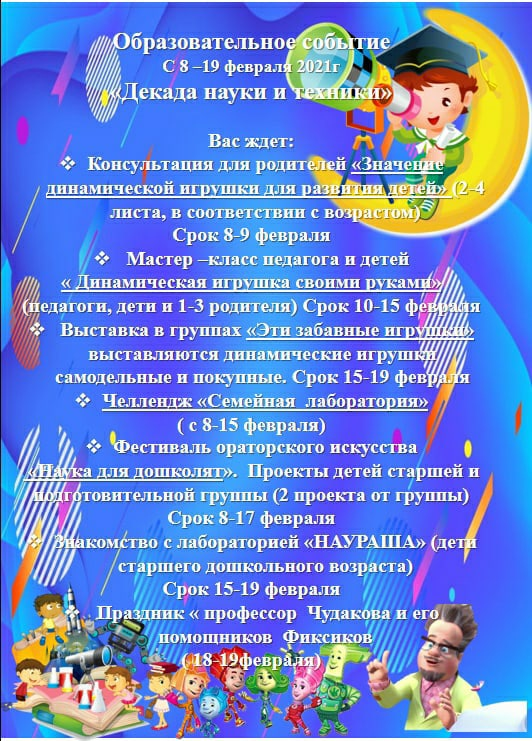 Образовательное событие
С 8 –19 февраля 2021г
«Декада науки и техники»
Вас ждет:
❖ Консультация для родителей «Значение
динамической игрушки для развития детей» (2-4
листа, в соответствии с возрастом)
Срок 8-9 февраля
❖ Мастер –класс педагога и детей
« Динамическая игрушка своими руками»
(педагоги, дети и 1-3 родителя) Срок 10-15 февраля
❖ Выставка в группах «Эти забавные игрушки»
выставляются динамические игрушки
самодельные и покупные. Срок 15-19 февраля
❖ Челлендж «Семейная лаборатория»
( с 8-15 февраля)
❖ Фестиваль ораторского искусства
«Наука для дошколят». Проекты детей старшей и
подготовительной группы (2 проекта от группы)
Срок 8-17 февраля
❖ Знакомство с лабораторией «НАУРАША» (дети
старшего дошкольного возраста)
Срок 15-19 февраля
❖ Праздник « профессор Чудакова и его
помощников Фиксиков
( 18-19февраля)